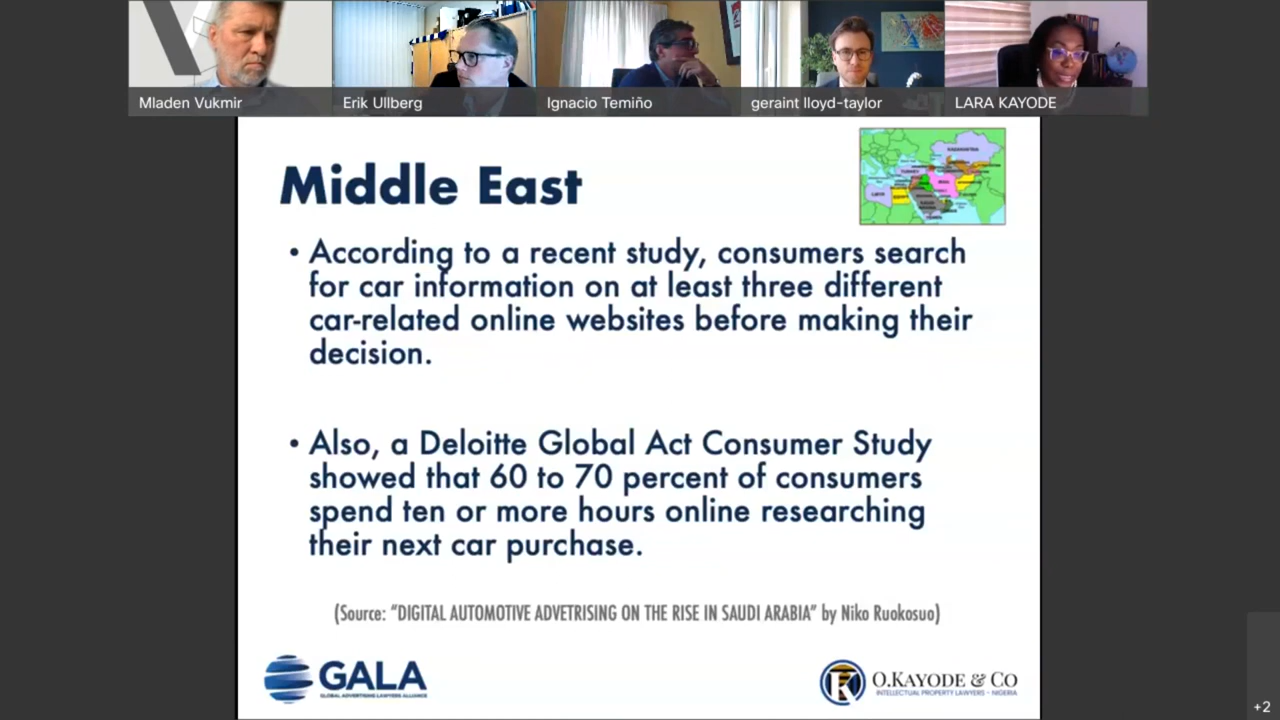 Mladen Vukmir
Erik Ullberg
Ignacio Temiño
geraint lloyd-taylor
LARA KAYODE
Middle East
• According to a recent study, consumers search
for car information on at least three different
car-related online websites before making their
decision.
• Also, a Deloitte Global Act Consumer Study
showed that 60 to 70 percent of consumers
spend ten or more hours online researching
their next car purchase.
(Source: “DIGITAL AUTOMOTIVE ADVETRISING ON THE RISE IN SAUDI ARABIA” by Niko Ruokosuo)
GALA
GLOBAL ADVERTISING LAWYERS ALLIANCE
O.KAYODE & CO
INTELLECTUAL PROPERTY LAWYERS - NIGERIA
+2